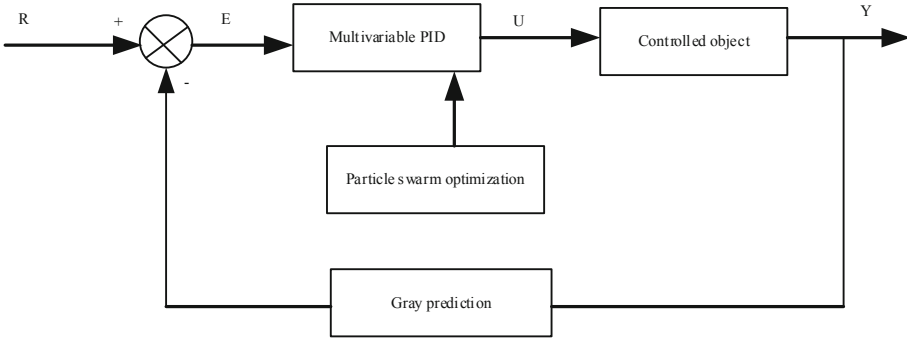 R
+
E
Multivariable PID
U
Controlled object
Y
-
Particle swarm optimization
Gray prediction